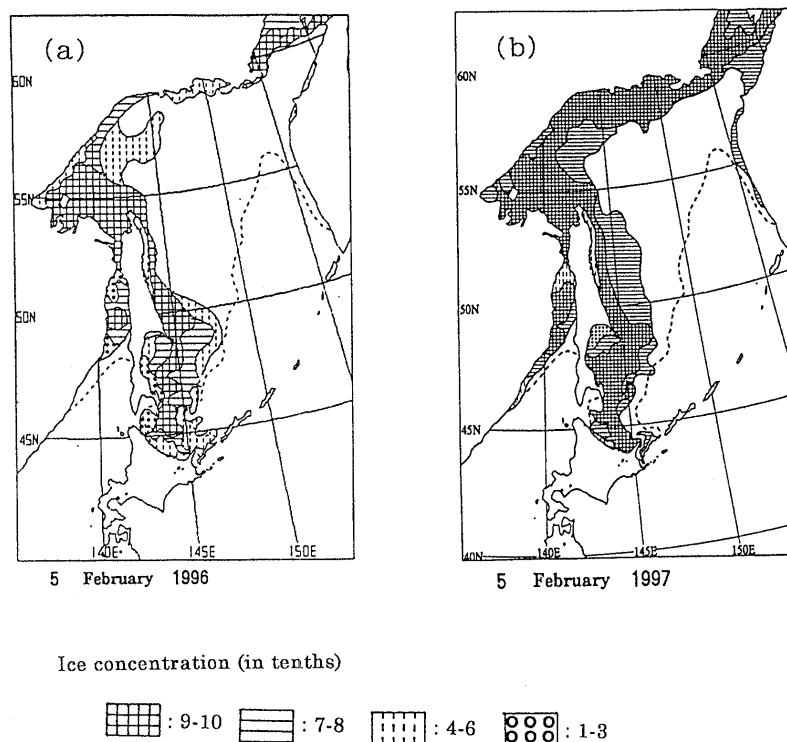 (a)
60N
55N
50N
45N
140E
145E
150E
5 February 1996
(b)
60N
55N
50N
45N
40N
140E
145E
150E
5 February 1997
Ice concentration (in tenths)
: 9-10 : 7-8 : 4-6 : 1-3